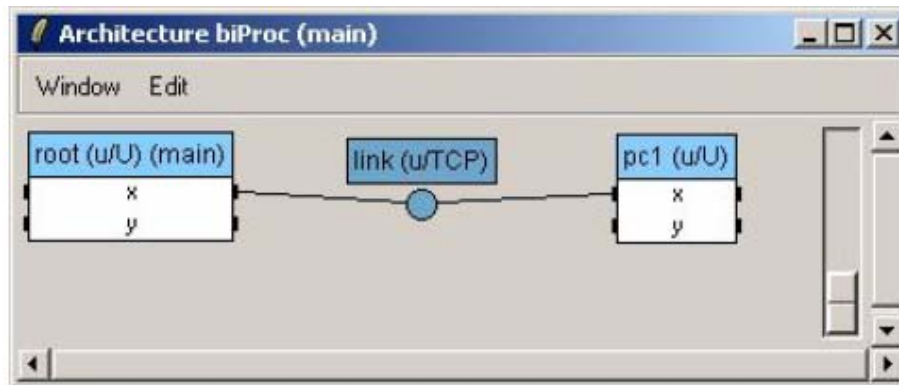 Architecture biProc (main)
Window Edit
root (u/U) (main)
x
y
link (u/TCP)
pc1 (u/U)
x
y